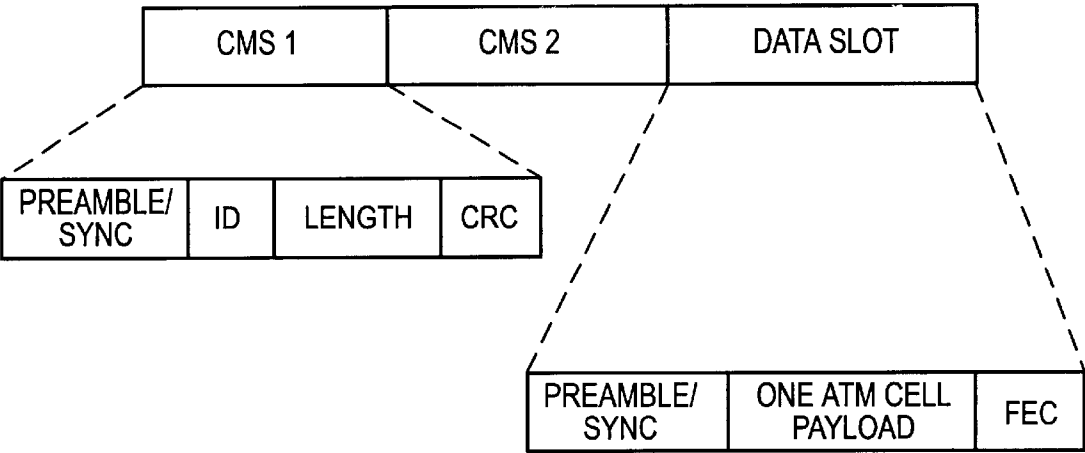 CMS 1
CMS 2
DATA SLOT
PREAMBLE/
SYNC
ID
LENGTH
CRC
PREAMBLE/
SYNC
ONE ATM CELL
PAYLOAD
FEC